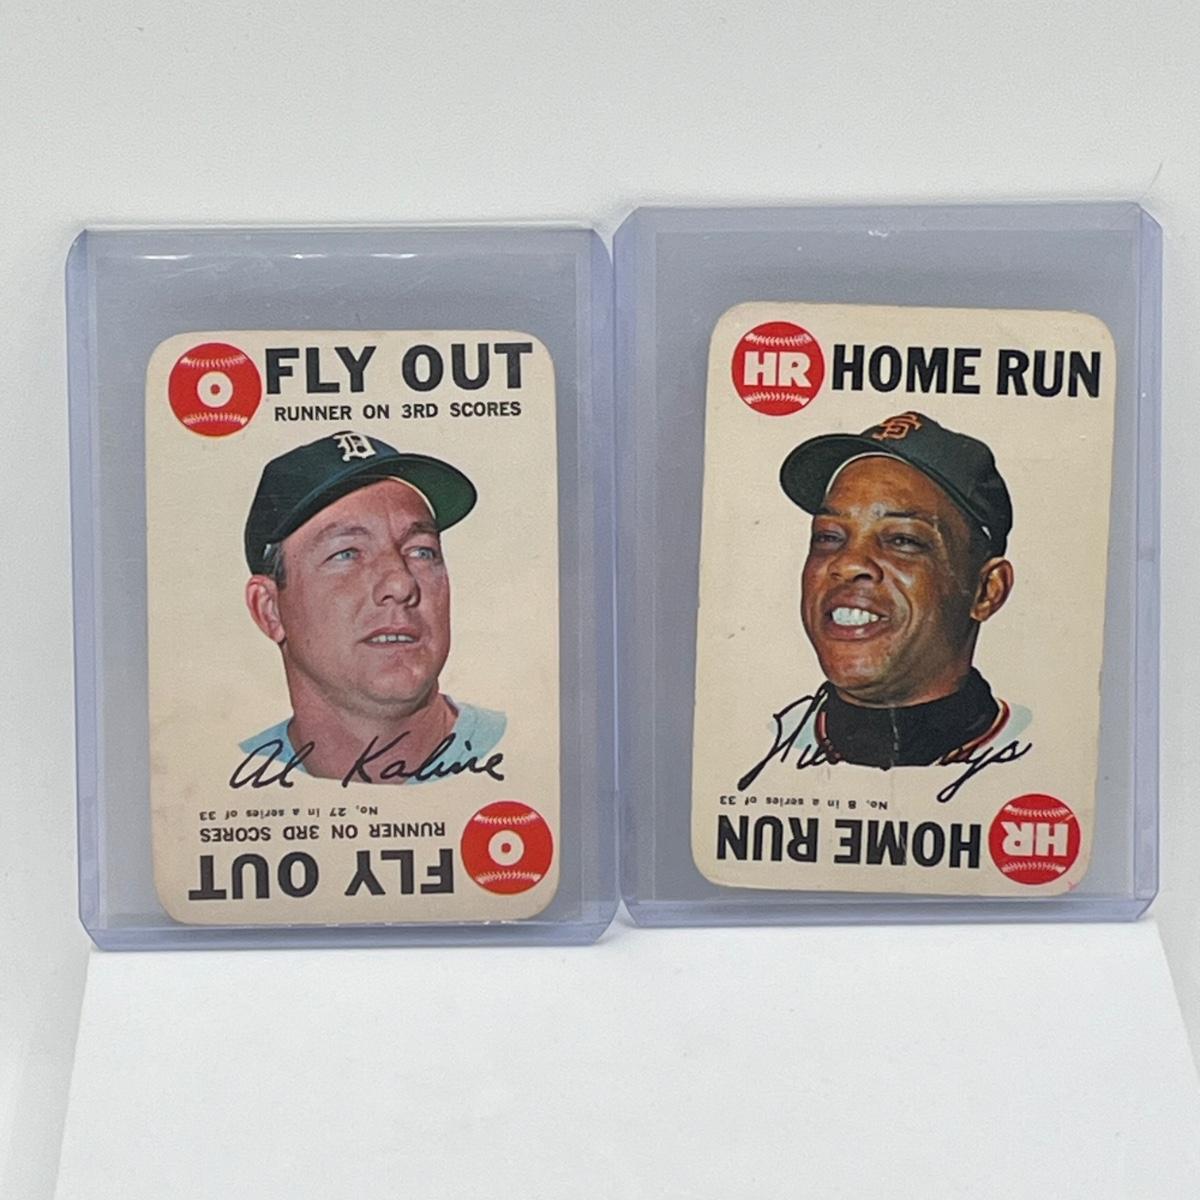 O
FLY OUT
RUNNER ON 3RD SCORES
D
Al Kaline
No. 27 in a series of 33
RUNNER ON 3RD SCORES
FLY OUT
O
HR
HOME RUN
SF
No. 8 in a series of 33
HOME RUN
HR